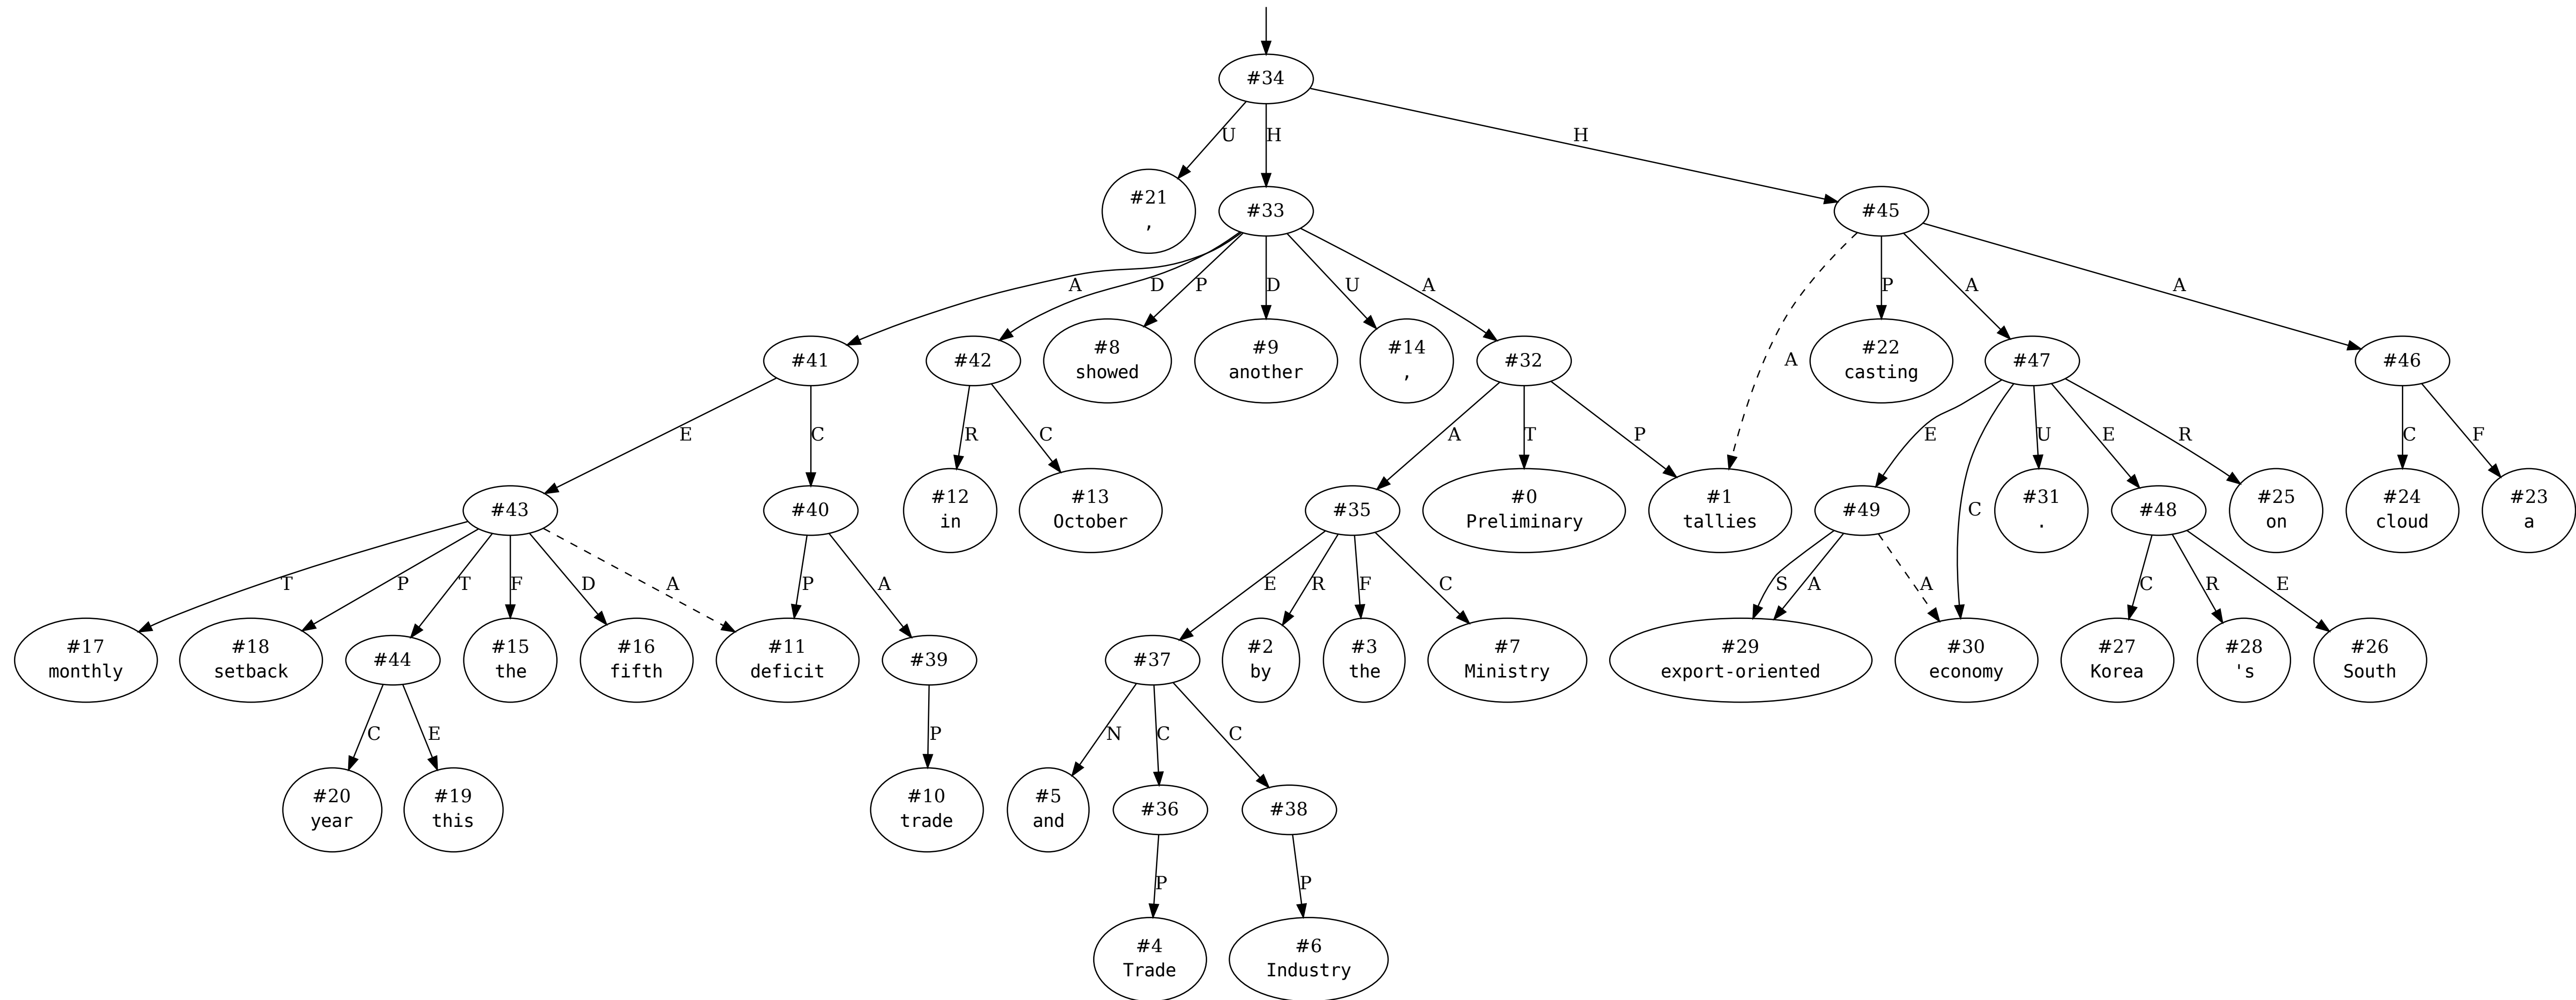 #34
U
H
H
#21
,
#33
#45
A
D
P
D
U
A
A
P
A
A
#41
#42
#8
showed
#9
another
#14
,
#32
#22
casting
#47
#46
E
C
R
C
A
T
P
E
C
U
E
R
C
F
#43
#40
#12
in
#13
October
#35
#0
Preliminary
#1
tallies
#49
#31
.
#48
#25
on
#24
cloud
#23
a
T
P
T
F
D
A
P
A
E
R
F
C
S
A
A
C
R
E
#17
monthly
#18
setback
#44
#15
the
#16
fifth
#11
deficit
#39
#37
#2
by
#3
the
#7
Ministry
#29
export-oriented
#30
economy
#27
Korea
#28
's
#26
South
C
E
P
N
C
C
#20
year
#19
this
#10
trade
#5
and
#36
#38
P
P
#4
Trade
#6
Industry